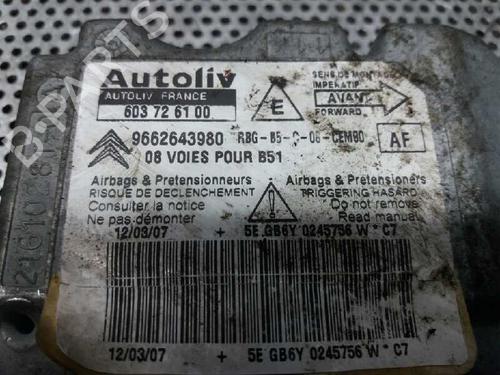 Autoliv
AUTOLIV FRANCE
603 72 61 00
E
SENS DE MONTAGE
IMPERATIF
AVANT
FORWARD
9662643980
08 VOIES POUR B51
AF
Airbags & Pretensionneurs
RISQUE DE DECLENCHEMENT
Consulter la notice
Ne pas démonter
Airbags & Pretensioners
TRIGGERING HASARD
Do not remove
Read manual
12/03/07 + 5E GB6Y 0245756 W * C7
12/03/07 + 5E GB6Y 0245756 W * C7
B-PARTS